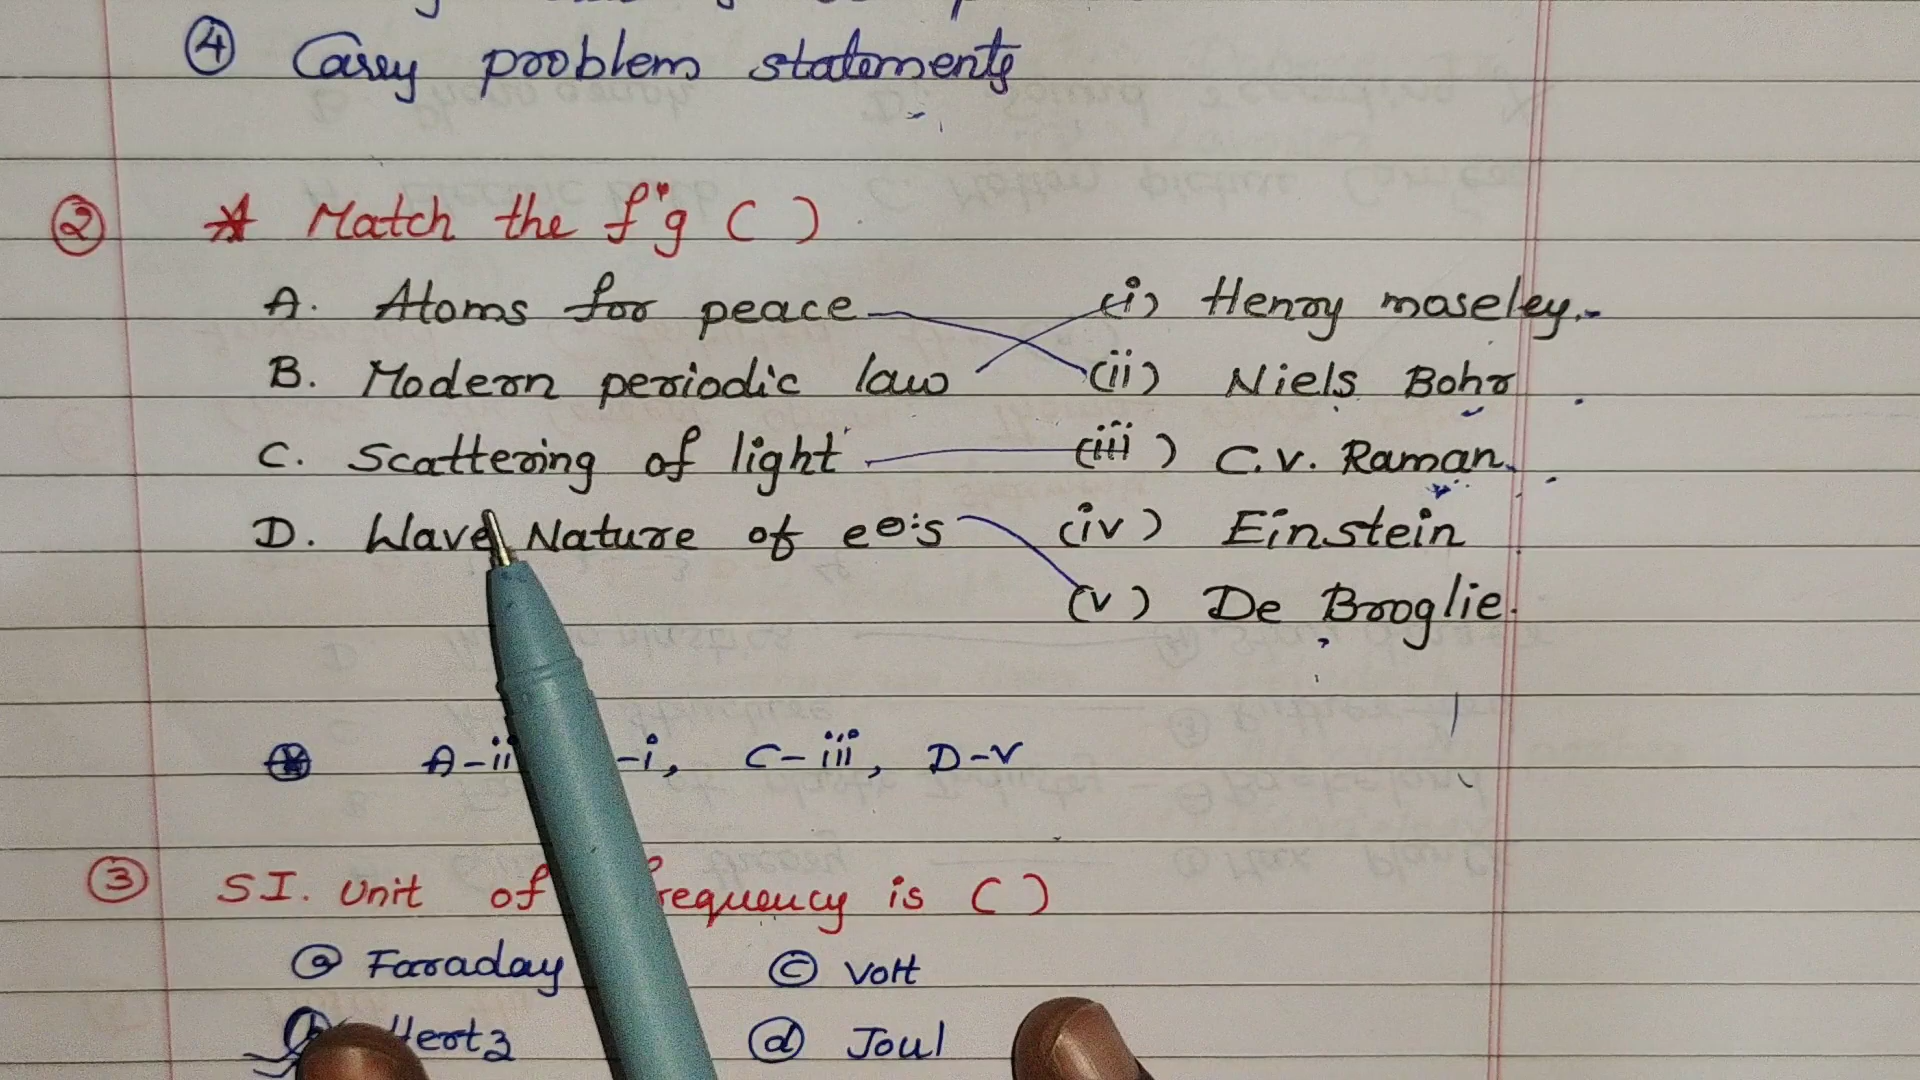 ④ Casey problem statements
② * Match the f"g ( )
A. Atoms for peace (i) Henry moseley.
B. Modern periodic law (ii) Niels Bohr
C. Scattering of light (iii) C.V. Raman.
D. Wave Nature of e⊖'s (iv) Einstein
(v) De Broglie.
A-ii -i, C-iii, D-v
③ S.I. Unit of frequency is ( )
ⓐ Faraday ⓒ Volt
Hertz ⓓ Joul